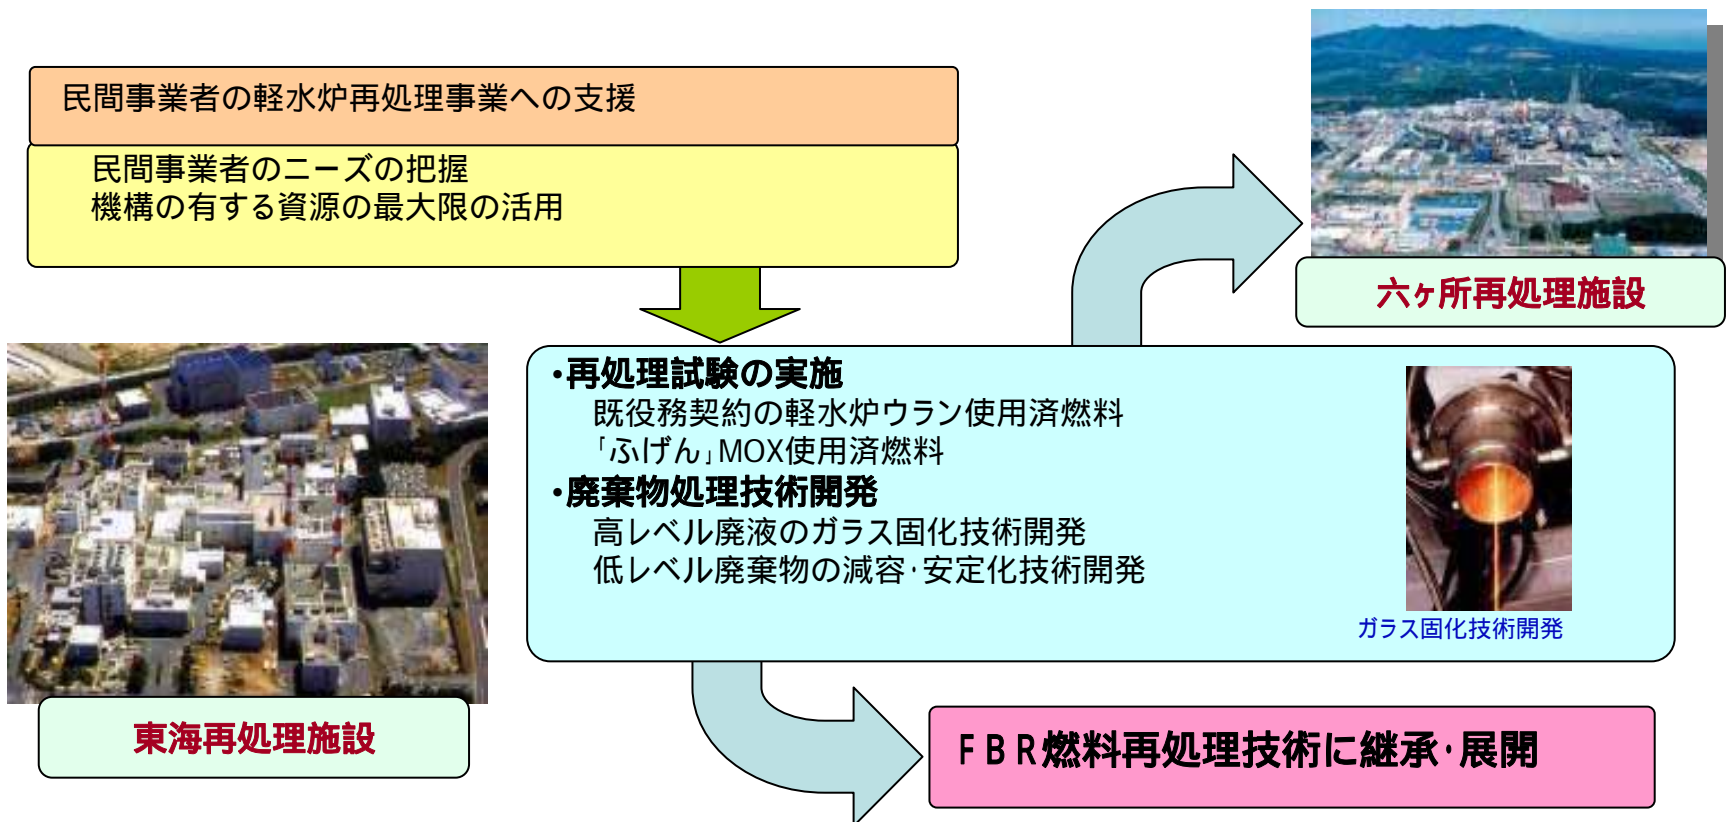 民間事業者の軽水炉再処理事業への支援
民間事業者のニーズの把握
機構の有する資源の最大限の活用
六ヶ所再処理施設
・再処理試験の実施
既役務契約の軽水炉ウラン使用済燃料
「ふげん」MOX使用済燃料
・廃棄物処理技術開発
高レベル廃液のガラス固化技術開発
低レベル廃棄物の減容・安定化技術開発
ガラス固化技術開発
東海再処理施設
FBR燃料再処理技術に継承・展開